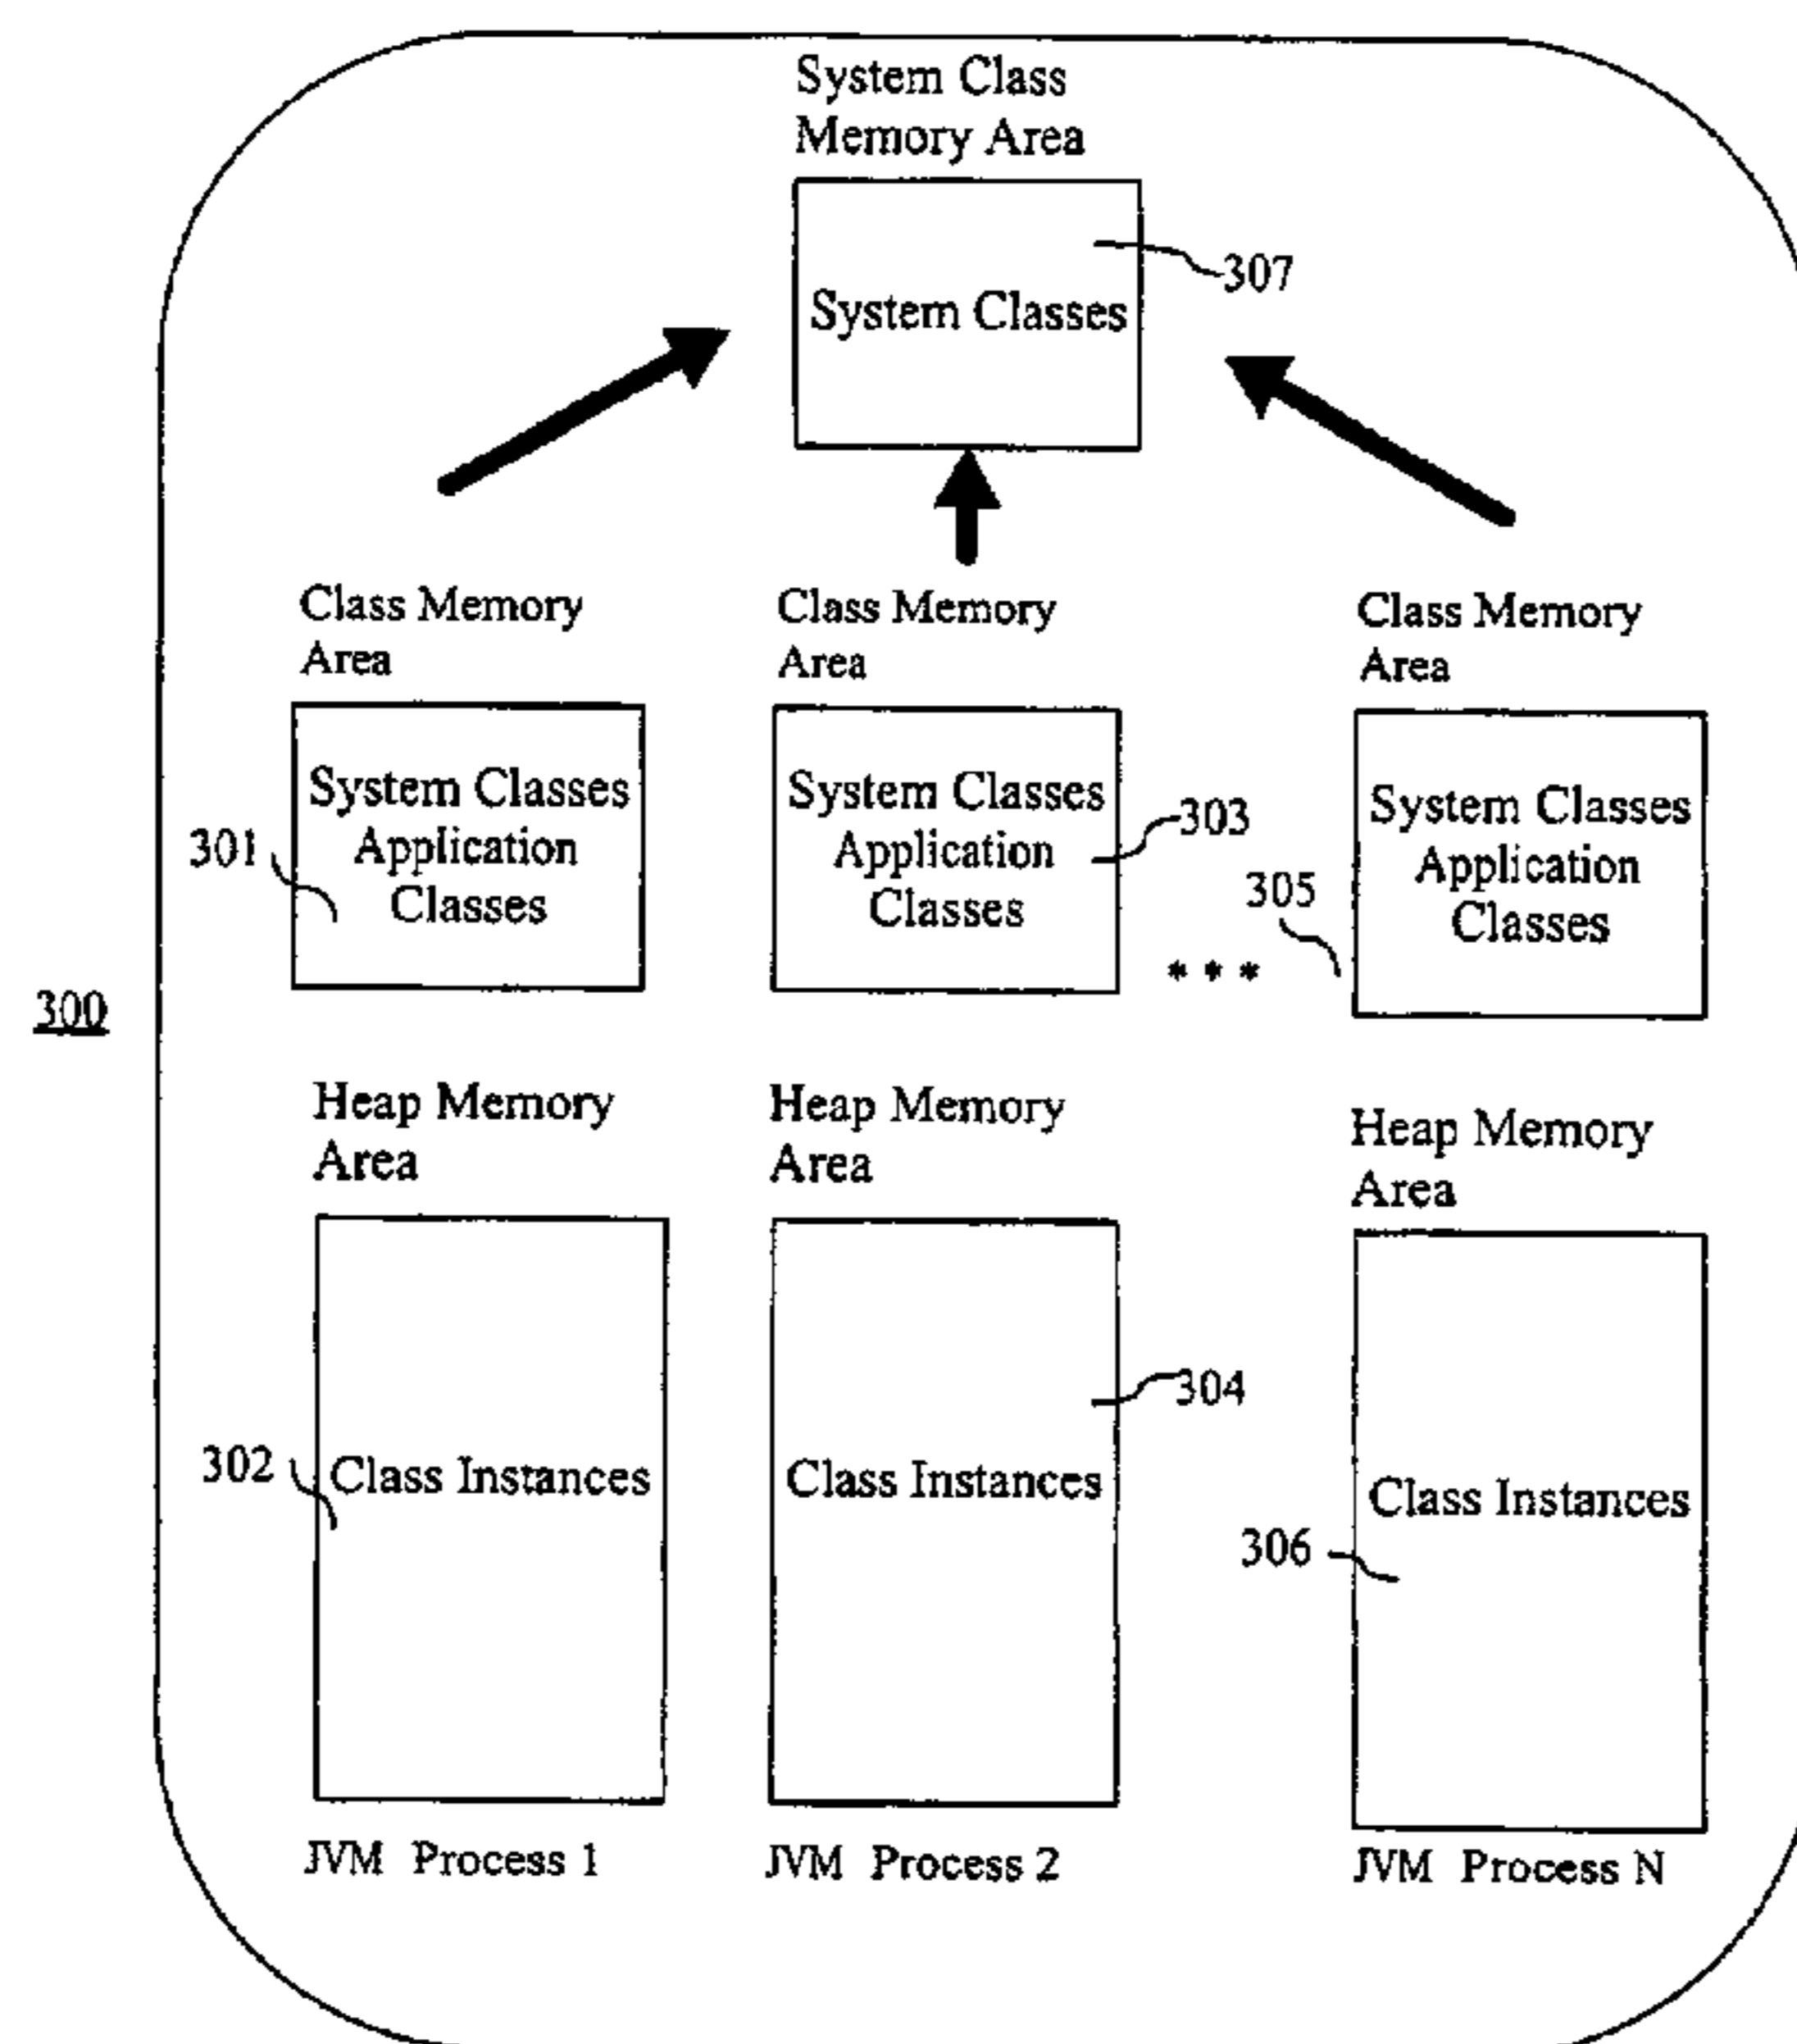 System Class
Memory Area
System Classes
307
Class Memory
Area
Class Memory
Area
Class Memory
Area
System Classes
Application
Classes
301
System Classes
Application
Classes
303
System Classes
Application
Classes
305
* * *
300
Heap Memory
Area
Heap Memory
Area
Heap Memory
Area
Class Instances
302
Class Instances
304
Class Instances
306
JVM Process 1
JVM Process 2
JVM Process N